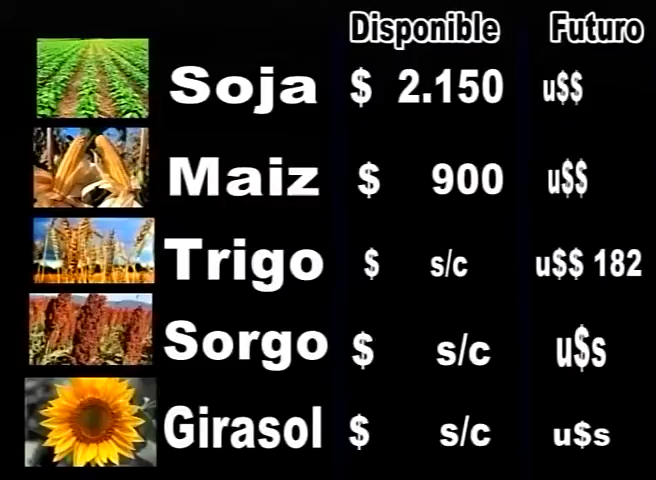 Disponible Futuro
Soja $ 2.150 u$$
Maiz $ 900 u$$
Trigo $ s/c u$$ 182
Sorgo $ s/c u$s
Girasol $ s/c u$s